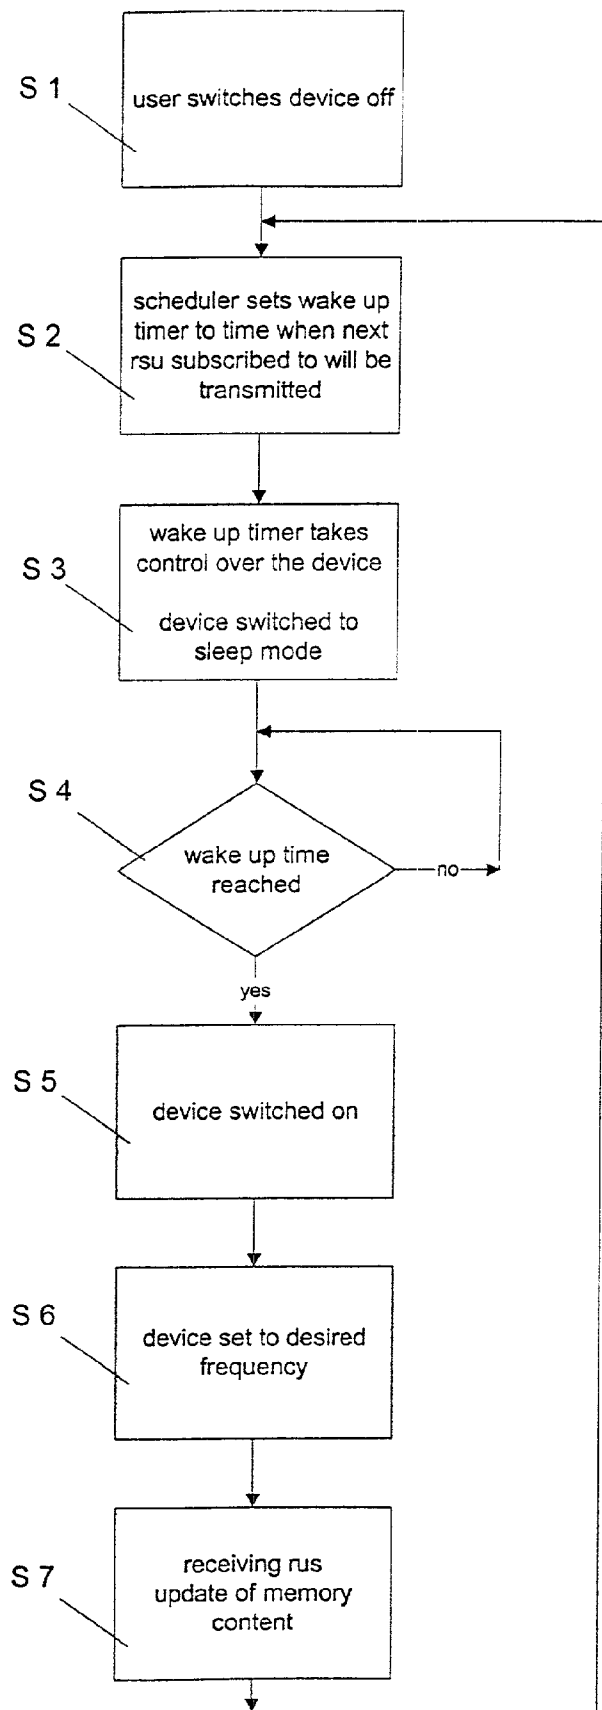 S 1
user switches device off
S 2
scheduler sets wake up
timer to time when next
rsu subscribed to will be
transmitted
S 3
wake up timer takes
control over the device
device switched to
sleep mode
S 4
wake up time
reached
no
yes
S 5
device switched on
S 6
device set to desired
frequency
S 7
receiving rus
update of memory
content